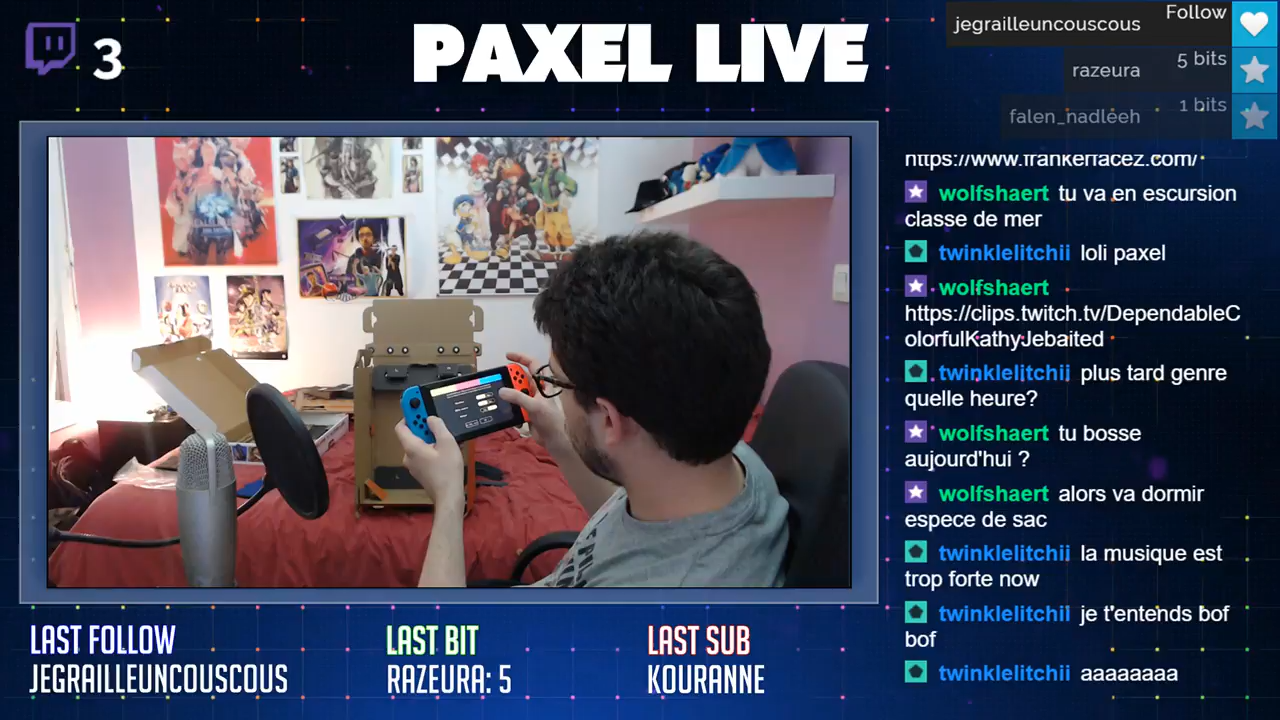 3
PAXEL LIVE
jegrailleuncouscous Follow
razeura 5 bits
falen_nadleeh 1 bits
https://www.frankerfacez.com/
wolfshaert tu va en escursion
classe de mer
twinklelitchii loli paxel
wolfshaert
https://clips.twitch.tv/DependableC
olorfulKathyJebaited
twinklelitchii plus tard genre
quelle heure?
wolfshaert tu bosse
aujourd'hui ?
wolfshaert alors va dormir
espece de sac
twinklelitchii la musique est
trop forte now
twinklelitchii je t'entends bof
bof
twinklelitchii aaaaaaaa
LAST FOLLOW
JEGRAILLEUNCOUSCOUS
LAST BIT
RAZEURA: 5
LAST SUB
KOURANNE